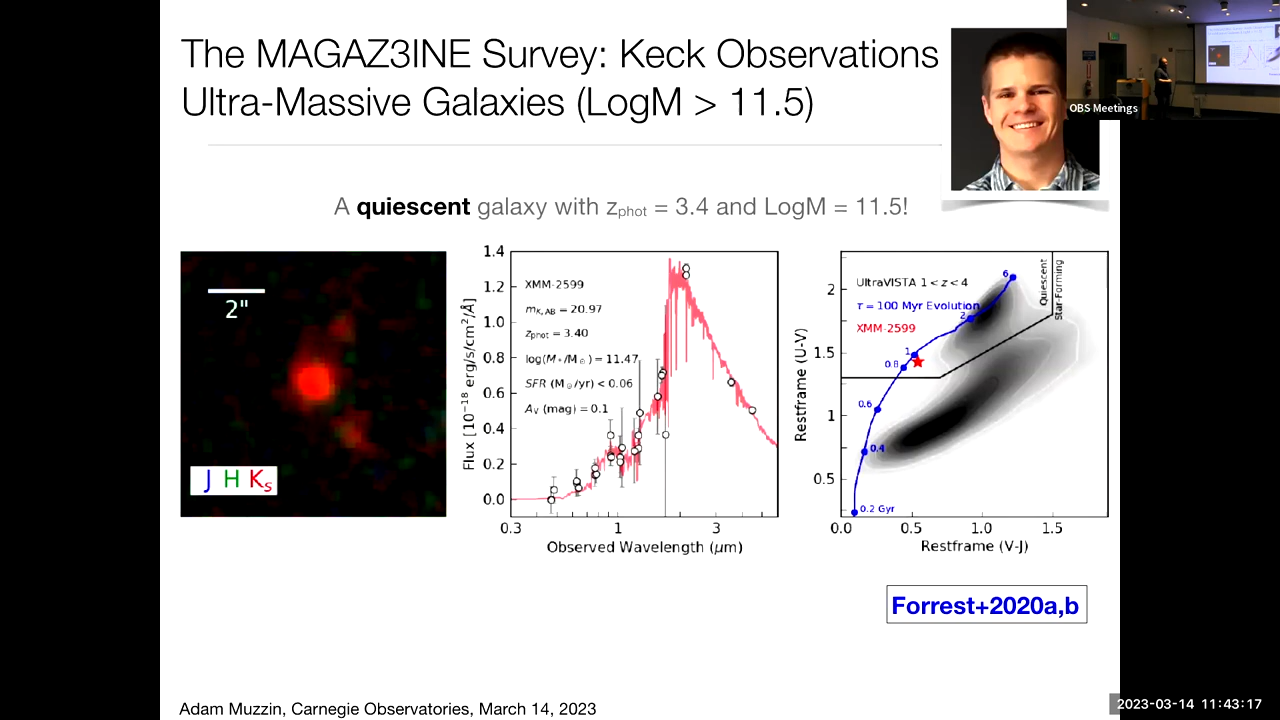 The MAGAZ3INE Survey: Keck Observations
Ultra-Massive Galaxies (LogM > 11.5)
OBS Meetings
A quiescent galaxy with zphot = 3.4 and LogM = 11.5!
2"
J H Ks
1.4
1.2
1.0
0.8
0.6
0.4
0.2
0.0
Flux [10⁻¹⁸ erg/s/cm²/Å]
XMM-2599
mK,AB = 20.97
zphot = 3.40
log(M*/M⊙) = 11.47
SFR (M⊙/yr) < 0.06
AV (mag) = 0.1
0.3 1 3
Observed Wavelength (μm)
2
1.5
1
0.5
Restframe (U-V)
UltraVISTA 1 < z < 4
τ = 100 Myr Evolution
XMM-2599
Quiescent
Star-Forming
6
2
1
0.8
0.6
0.4
0.2 Gyr
0.0 0.5 1.0 1.5
Restframe (V-J)
Forrest+2020a,b
Adam Muzzin, Carnegie Observatories, March 14, 2023
2023-03-14 11:43:17